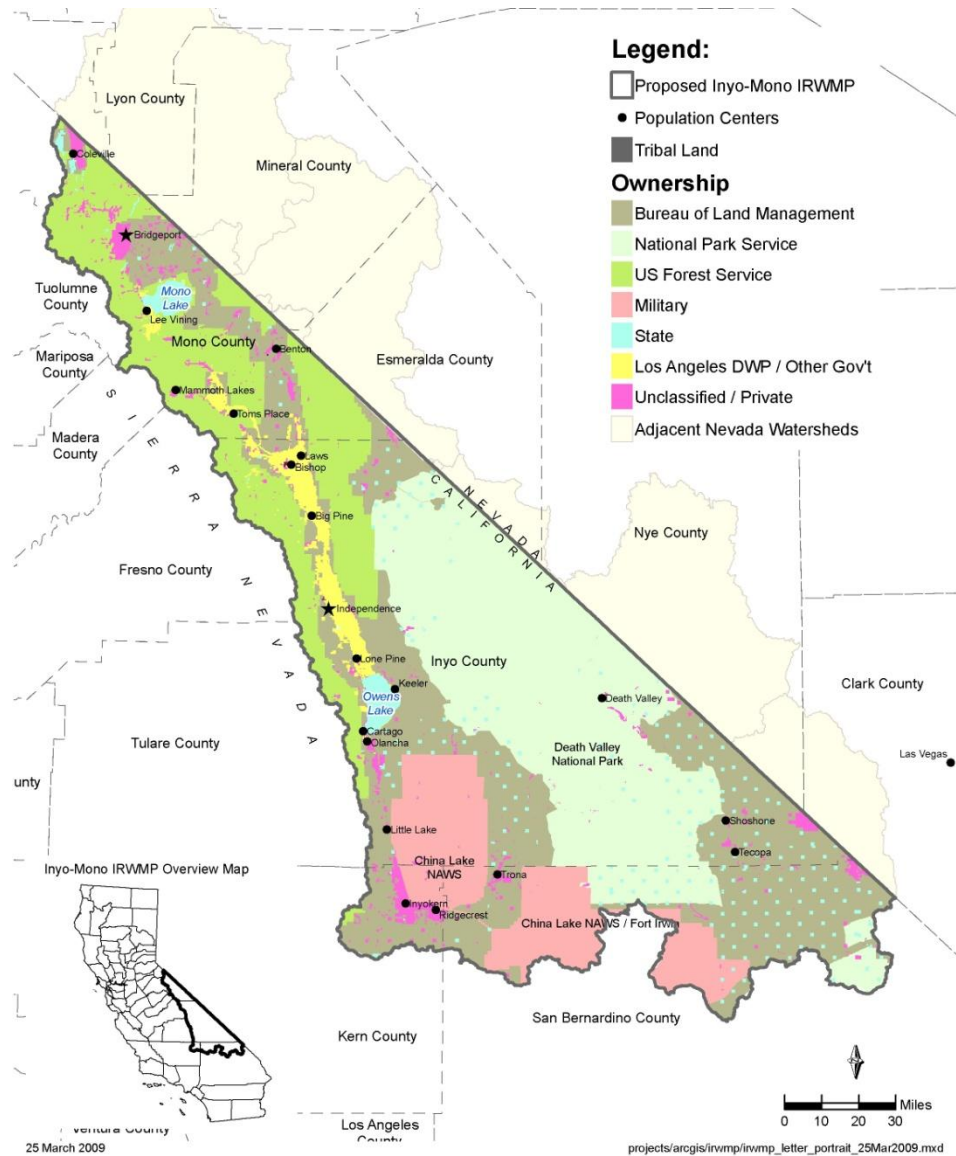 Legend:
Proposed Inyo-Mono IRWMP
Population Centers
Tribal Land
Ownership
Bureau of Land Management
National Park Service
US Forest Service
Military
State
Los Angeles DWP / Other Gov't
Unclassified / Private
Adjacent Nevada Watersheds
Lyon County
Mineral County
Coleville
Bridgeport
Tuolumne
County
Mono
Lake
Lee Vining
Mono County
Benton
Esmeralda County
Mariposa
County
Mammoth Lakes
Toms Place
Madera
County
Laws
Bishop
SIERRA NEVADA
Big Pine
NEVADA
CALIFORNIA
Nye County
Fresno County
Independence
Lone Pine
Inyo County
Keeler
Owens
Lake
Death Valley
Clark County
Cartago
Olancha
Tulare County
Death Valley
National Park
Las Vegas
unty
Little Lake
Shoshone
Tecopa
China Lake
NAWS
Trona
Inyokern
Ridgecrest
China Lake NAWS / Fort Irwin
Inyo-Mono IRWMP Overview Map
Kern County
San Bernardino County
Ventura County
Los Angeles
County
0 10 20 30 Miles
25 March 2009
projects/arcgis/irwmp/irwmp_letter_portrait_25Mar2009.mxd